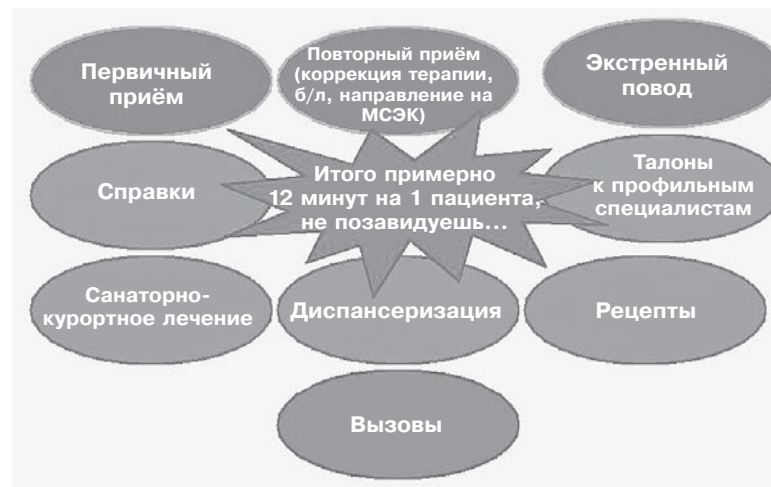 Первичный
приём
Повторный приём
(коррекция терапии,
б/л, направление на
МСЭК)
Экстренный
повод
Справки
Итого примерно
12 минут на 1 пациента,
не позавидуешь...
Талоны
к профильным
специалистам
Санаторно-
курортное лечение
Диспансеризация
Рецепты
Вызовы